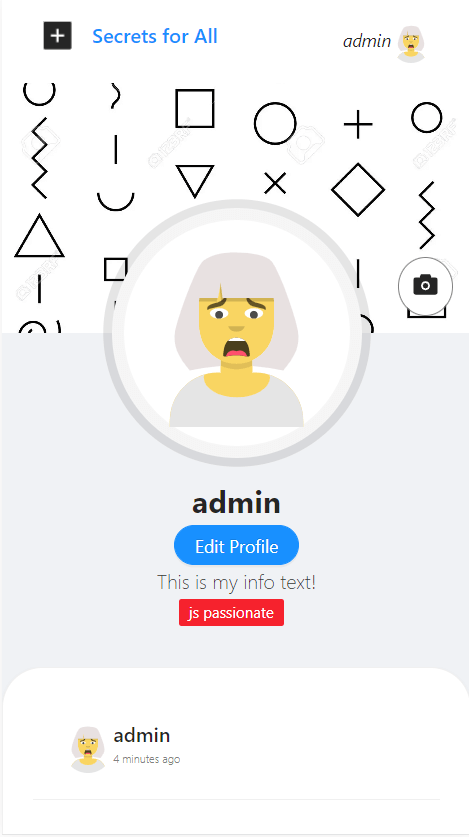 Secrets for All
admin
admin
Edit Profile
This is my info text!
js passionate
admin
4 minutes ago